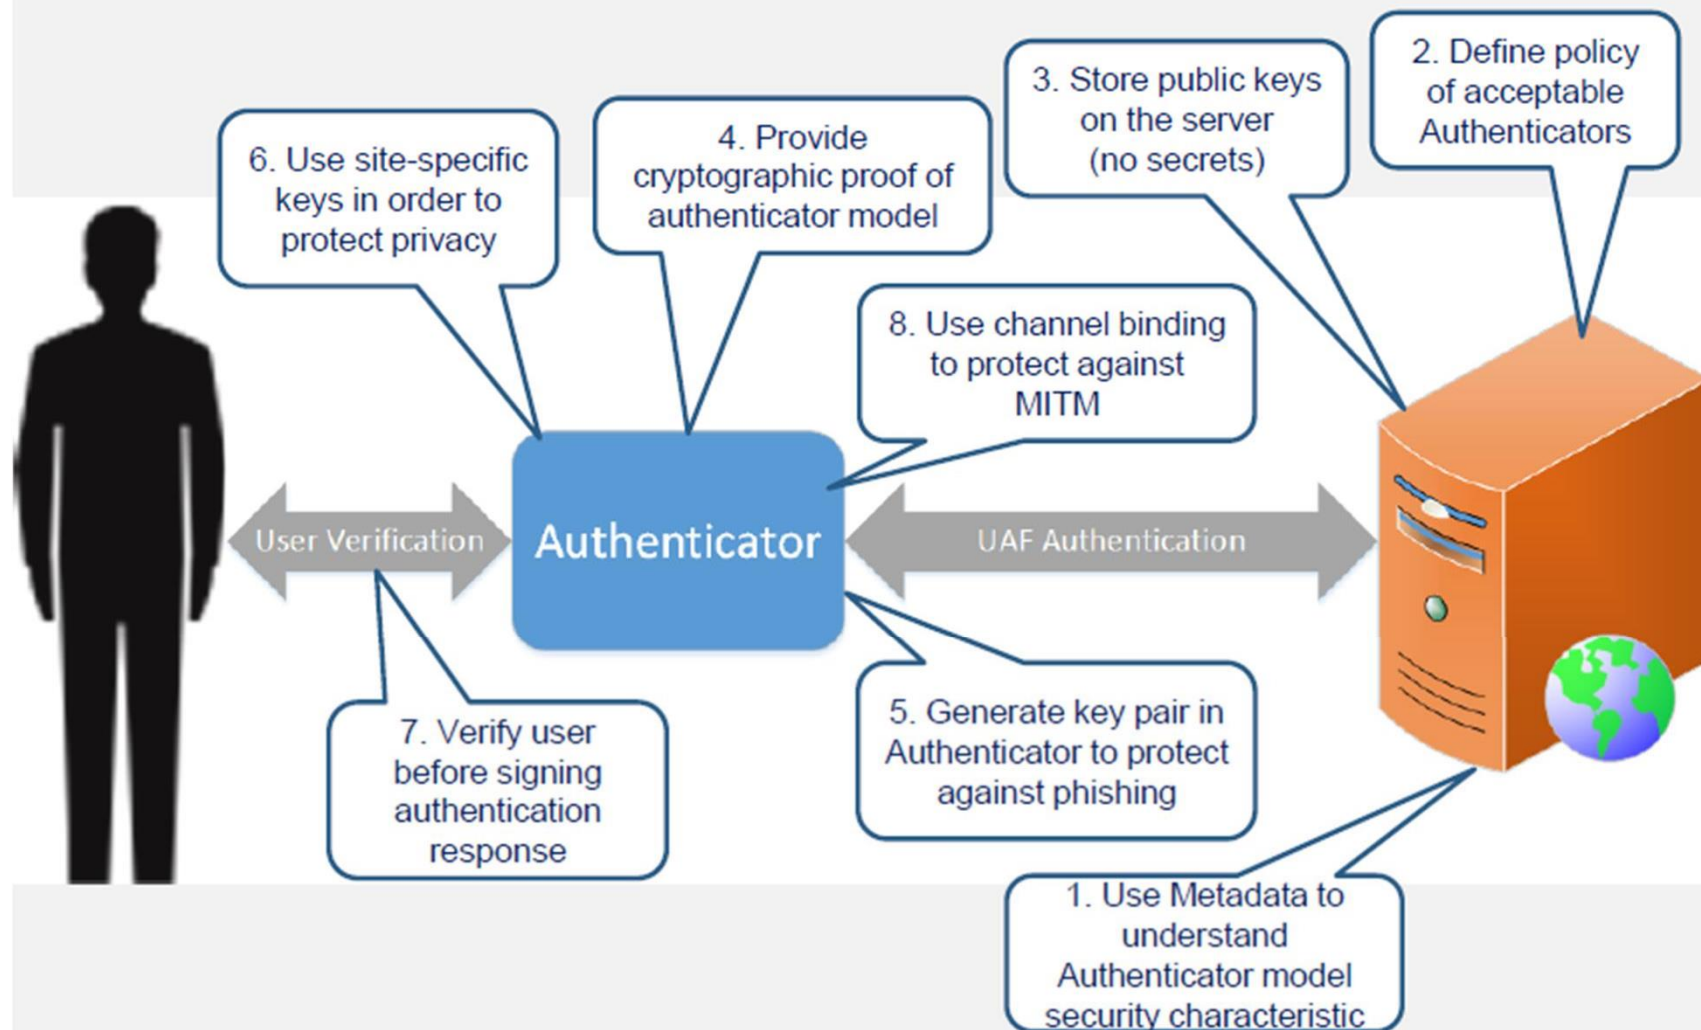 2. Define policy
of acceptable
Authenticators
3. Store public keys
on the server
(no secrets)
4. Provide
cryptographic proof of
authenticator model
6. Use site-specific
keys in order to
protect privacy
8. Use channel binding
to protect against
MITM
User Verification
Authenticator
UAF Authentication
7. Verify user
before signing
authentication
response
5. Generate key pair in
Authenticator to protect
against phishing
1. Use Metadata to
understand
Authenticator model
security characteristic